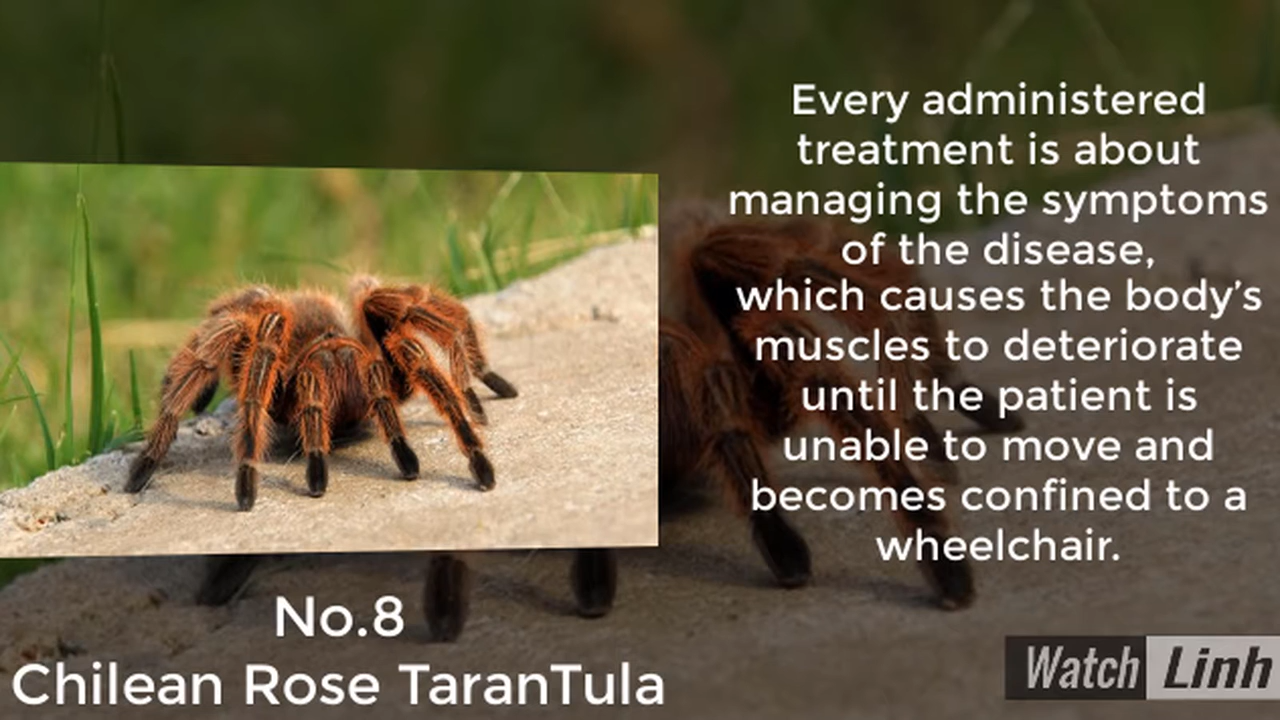 Every administered
treatment is about
managing the symptoms
of the disease,
which causes the body's
muscles to deteriorate
until the patient is
unable to move and
becomes confined to a
wheelchair.
No.8
Chilean Rose TaranTula
Watch Linh